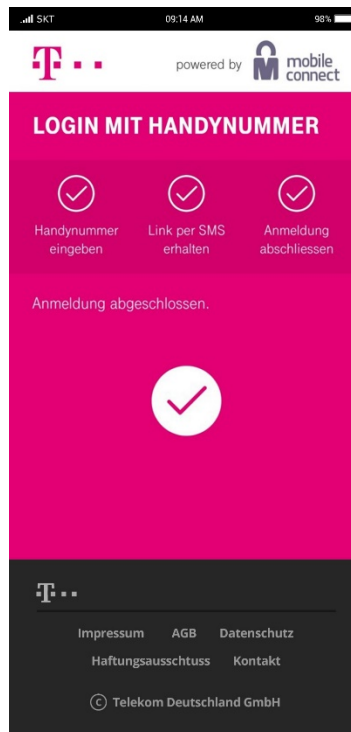 SKT 09:14 AM 98%
T powered by mobile
connect
LOGIN MIT HANDYNUMMER
Handynummer Link per SMS Anmeldung
eingeben erhalten abschliessen
Anmeldung abgeschlossen.
T
Impressum AGB Datenschutz
Haftungsausschtuss Kontakt
© Telekom Deutschland GmbH